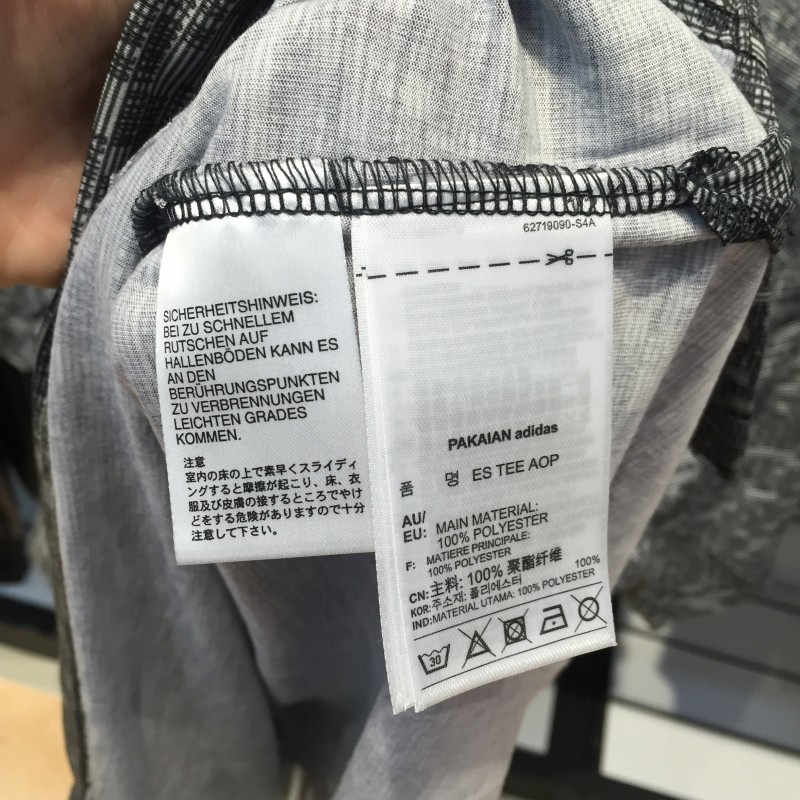 SICHERHEITSHINWEIS:
BEI ZU SCHNELLEM
RUTSCHEN AUF
HALLENBÖDEN KANN ES
AN DEN
BERÜHRUNGSPUNKTEN
ZU VERBRENNUNGEN
LEICHTEN GRADES
KOMMEN.
注意
室内の床の上で素早くスライディ
ングすると摩擦が起こり、床、衣
服及び皮膚の接するところでやけ
どをする危険がありますので十分
注意して下さい。
62719090-S4A
PAKAIAN adidas
품 명 ES TEE AOP
AU/
EU: MAIN MATERIAL:
100% POLYESTER
F: MATIERE PRINCIPALE:
100% POLYESTER
CN: 主料: 100% 聚酯纤维
KOR: 주소재: 폴리에스터 100%
IND: MATERIAL UTAMA: 100% POLYESTER
30